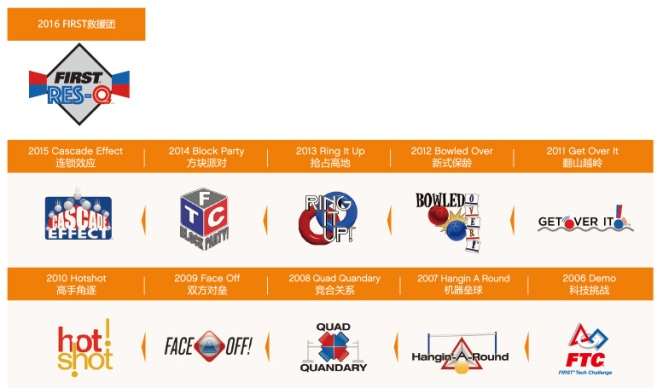 2016 FIRST救援团
FIRST
RES-Q
2015 Cascade Effect
连锁效应
2014 Block Party
方块派对
2013 Ring It Up
抢占高地
2012 Bowled Over
新式保龄
2011 Get Over It
翻山越岭
CASCADE
EFFECT
F
T C
BLOCK PARTY!
RING
IT
UP!
BOWLED
OVER!
GET OVER IT!
2010 Hotshot
高手角逐
2009 Face Off
双方对垒
2008 Quad Quandary
竞合关系
2007 Hangin A Round
机器垒球
2006 Demo
科技挑战
hot
shot!
FACE OFF!
QUAD
QUANDARY
Hangin-A-Round
FTC
FIRST Tech Challenge